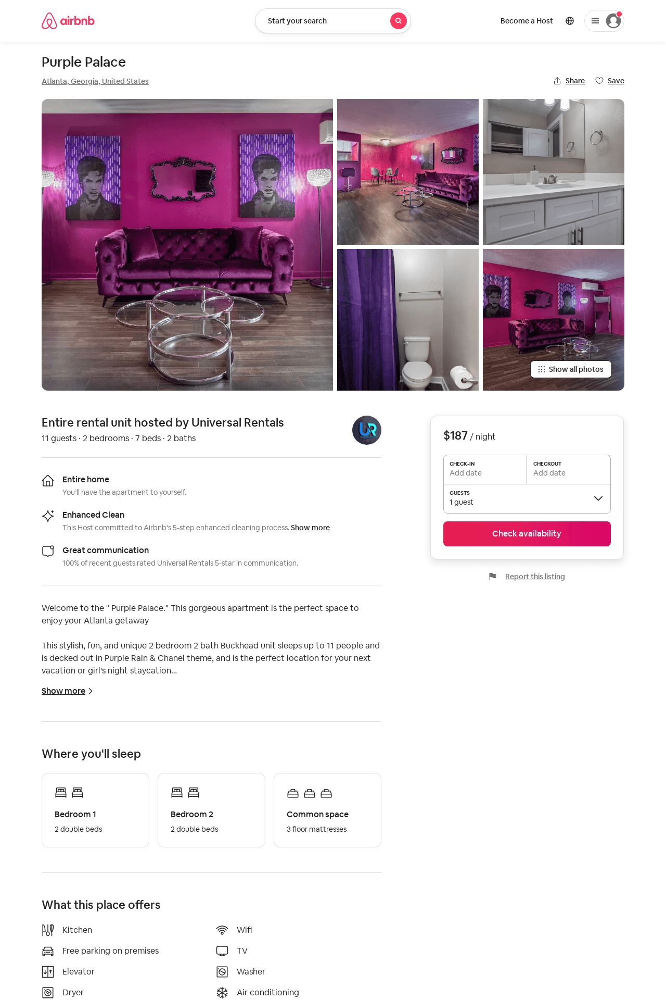 airbnb
Start your search
Become a Host
Purple Palace
Atlanta, Georgia, United States
Share
Save
Show all photos
Entire rental unit hosted by Universal Rentals
11 guests · 2 bedrooms · 7 beds · 2 baths
UR
$187 / night
CHECK-IN
Add date
CHECKOUT
Add date
GUESTS
1 guest
Check availability
Report this listing
Entire home
You’ll have the apartment to yourself.
Enhanced Clean
This Host committed to Airbnb's 5-step enhanced cleaning process. Show more
Great communication
100% of recent guests rated Universal Rentals 5-star in communication.
Welcome to the " Purple Palace." This gorgeous apartment is the perfect space to
enjoy your Atlanta getaway
This stylish, fun, and unique 2 bedroom 2 bath Buckhead unit sleeps up to 11 people and
is decked out in Purple Rain & Chanel theme, and is the perfect location for your next
vacation or girl's night staycation...
Show more
Where you'll sleep
Bedroom 1
2 double beds
Bedroom 2
2 double beds
Common space
3 floor mattresses
What this place offers
Kitchen
Wifi
Free parking on premises
TV
Elevator
Washer
Dryer
Air conditioning